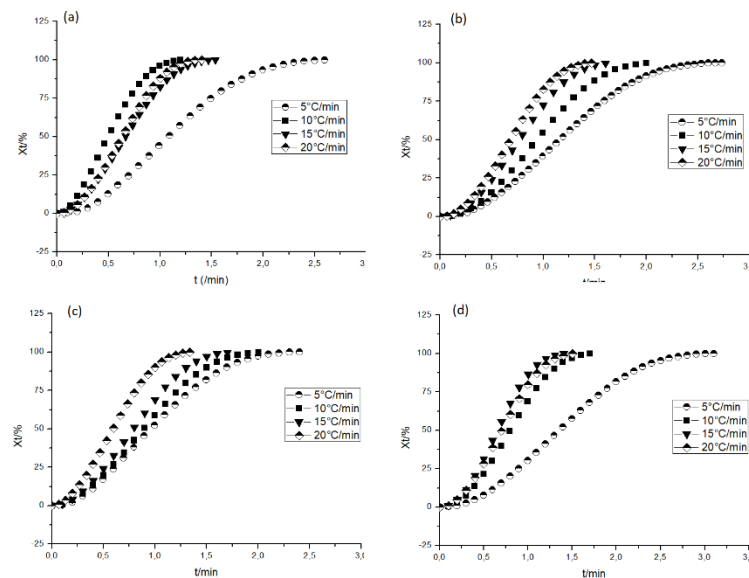 (a)
100
75
50
25
0
-25
Xt/%
0,0 0,5 1,0 1,5 2,0 2,5 3,
t (/min)
5°C/min
10°C/min
15°C/min
20°C/min
(b)
125
100
75
50
25
0
25
Xt/%
0,0 0,5 1,0 1,5 2,0 2,5 3,
t/min
5°C/min
10°C/min
15°C/min
20°C/min
(c)
125
100
75
50
25
0
-25
Xt/%
0,0 0,5 1,0 1,5 2,0 2,5 3,0
t/min
5°C/min
10°C/min
15°C/min
20°C/min
(d)
125
100
75
50
25
0
-25
Xt/%
0,0 0,5 1,0 1,5 2,0 2,5 3,0 3,5
t/min
5°C/min
10°C/min
15°C/min
20°C/min